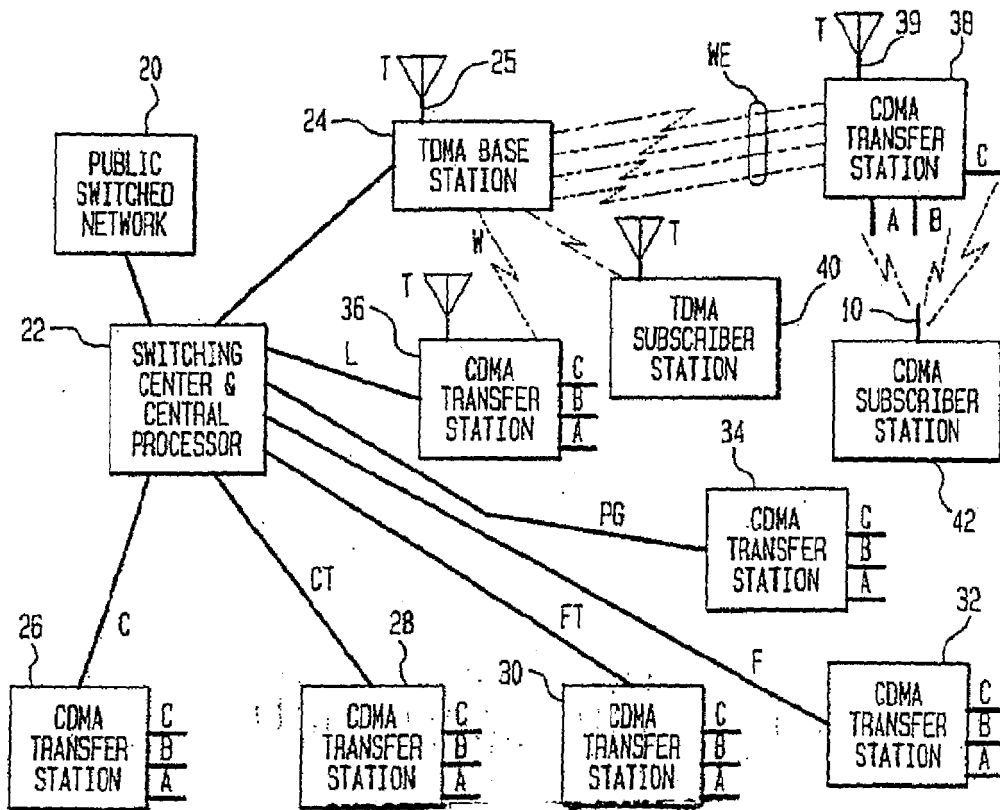 20
PUBLIC
SWITCHED
NETWORK
T
25
24
TDMA BASE
STATION
WE
T
39
38
CDMA
TRANSFER
STATION
C
A
B
W
T
36
CDMA
TRANSFER
STATION
C
B
A
T
40
TDMA
SUBSCRIBER
STATION
10
CDMA
SUBSCRIBER
STATION
42
22
SWITCHING
CENTER &
CENTRAL
PROCESSOR
L
PG
34
CDMA
TRANSFER
STATION
C
B
A
C
CT
FT
F
26
CDMA
TRANSFER
STATION
C
B
A
28
CDMA
TRANSFER
STATION
C
B
A
30
CDMA
TRANSFER
STATION
C
B
A
32
CDMA
TRANSFER
STATION
C
B
A